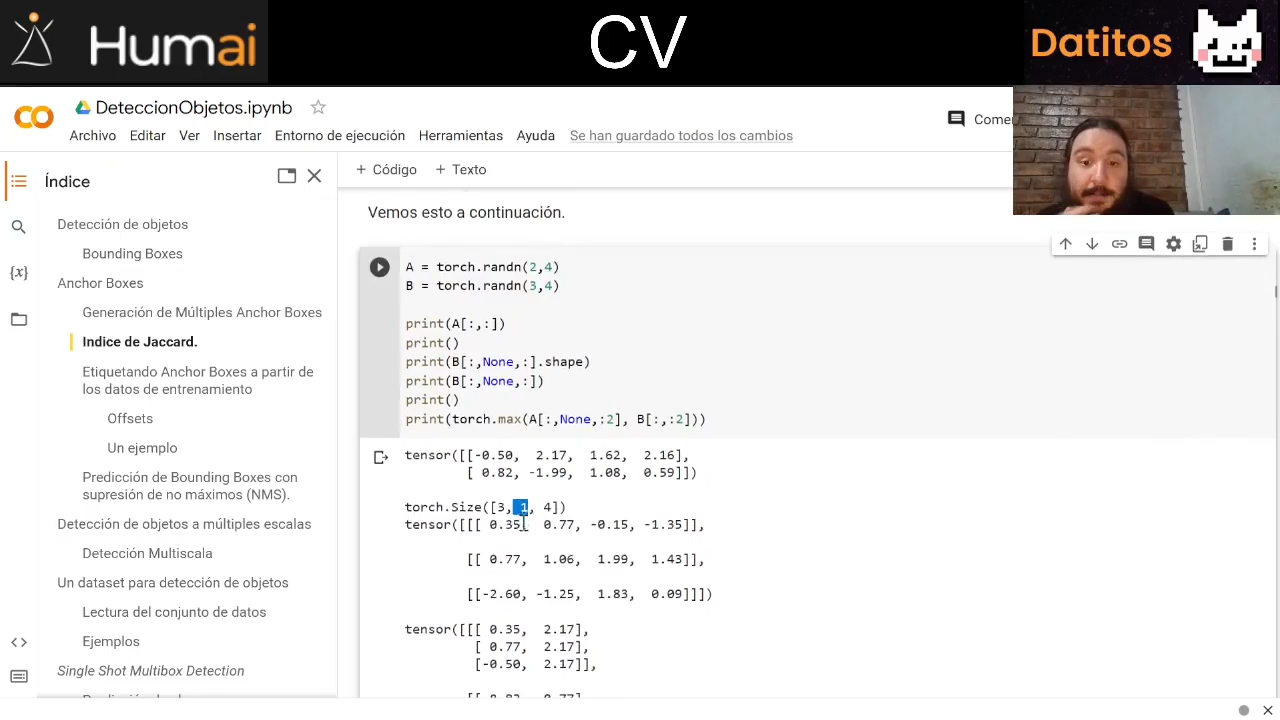 Humai
CV
Datitos
DeteccionObjetos.ipynb
Archivo Editar Ver Insertar Entorno de ejecución Herramientas Ayuda Se han guardado todos los cambios
Índice
+ Código + Texto
Detección de objetos
Bounding Boxes
Anchor Boxes
Generación de Múltiples Anchor Boxes
Indice de Jaccard.
Etiquetando Anchor Boxes a partir de
los datos de entrenamiento
Offsets
Un ejemplo
Predicción de Bounding Boxes con
supresión de no máximos (NMS).
Detección de objetos a múltiples escalas
Detección Multiscala
Un dataset para detección de objetos
Lectura del conjunto de datos
Ejemplos
Single Shot Multibox Detection
{x}
Vemos esto a continuación.
A = torch.randn(2,4)
B = torch.randn(3,4)
print(A[:,:])
print()
print(B[:,None,:].shape)
print(B[:,None,:])
print()
print(torch.max(A[:,None,:2], B[:,:2]))
tensor([[-0.50, 2.17, 1.62, 2.16],
[ 0.82, -1.99, 1.08, 0.59]])
torch.Size([3, 1, 4])
tensor([[[ 0.35, 0.77, -0.15, -1.35]],
[[ 0.77, 1.06, 1.99, 1.43]],
[[-2.60, -1.25, 1.83, 0.09]]])
tensor([[[ 0.35, 2.17],
[ 0.77, 2.17],
[-0.50, 2.17]],